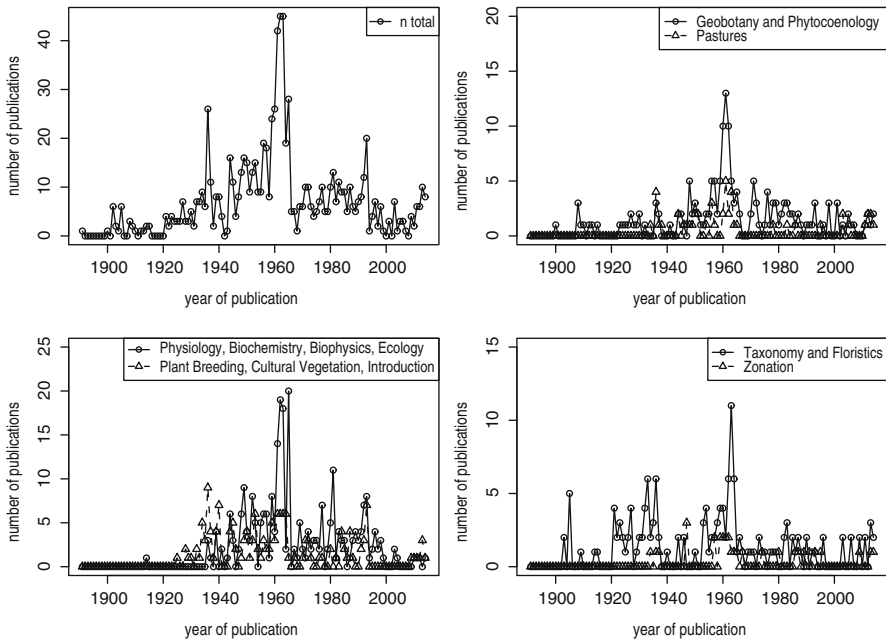 n total
number of publications
0 10 20 30 40
1900 1920 1940 1960 1980 2000
year of publication
Geobotany and Phytocoenology
Pastures
number of publications
0 5 10 15 20
1900 1920 1940 1960 1980 2000
year of publication
Physiology, Biochemistry, Biophysics, Ecology
Plant Breeding, Cultural Vegetation, Introduction
number of publications
0 5 10 15 20 25
1900 1920 1940 1960 1980 2000
year of publication
Taxonomy and Floristics
Zonation
number of publications
0 5 10 15
1900 1920 1940 1960 1980 2000
year of publication